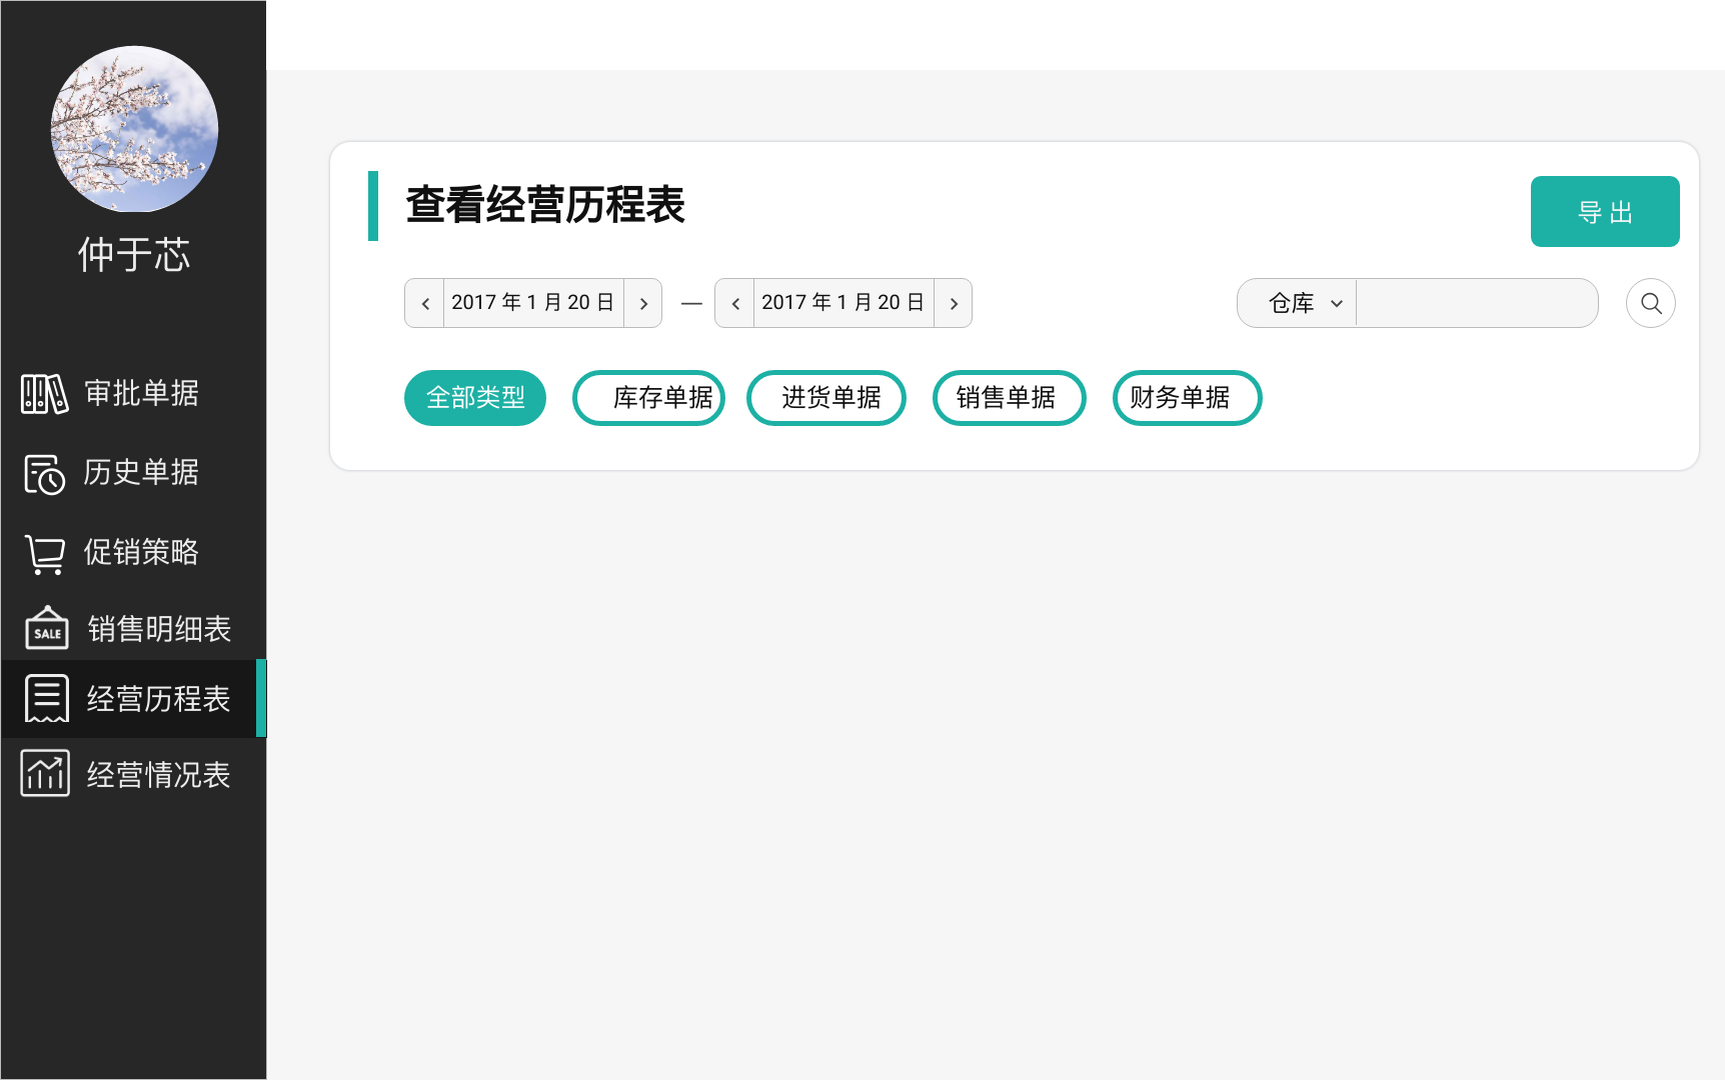 仲于芯
审批单据
历史单据
促销策略
SALE
销售明细表
经营历程表
经营情况表
查看经营历程表
导 出
2017 年 1 月 20 日 — 2017 年 1 月 20 日
仓库
全部类型 库存单据 进货单据 销售单据 财务单据